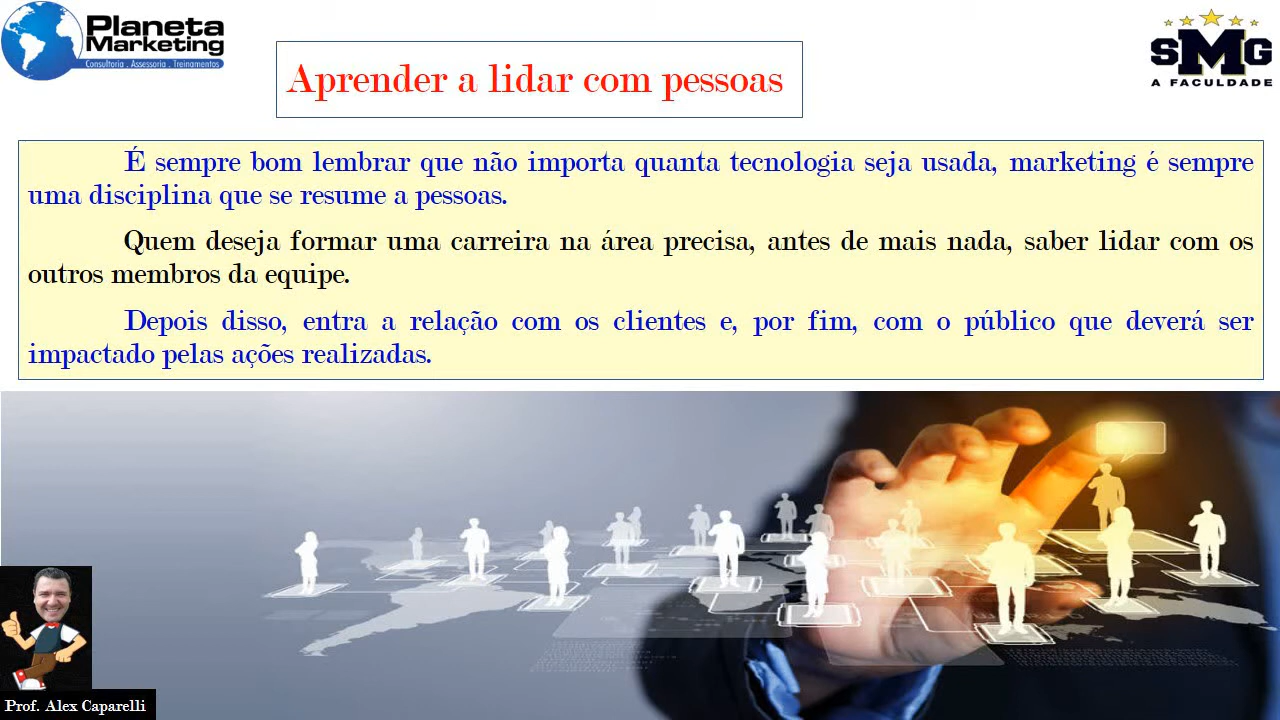 Planeta
Marketing
Consultoria . Assessoria . Treinamentos
SMG
A FACULDADE
Aprender a lidar com pessoas
É sempre bom lembrar que não importa quanta tecnologia seja usada, marketing é sempre
uma disciplina que se resume a pessoas.
Quem deseja formar uma carreira na área precisa, antes de mais nada, saber lidar com os
outros membros da equipe.
Depois disso, entra a relação com os clientes e, por fim, com o público que deverá ser
impactado pelas ações realizadas.
Prof. Alex Caparelli